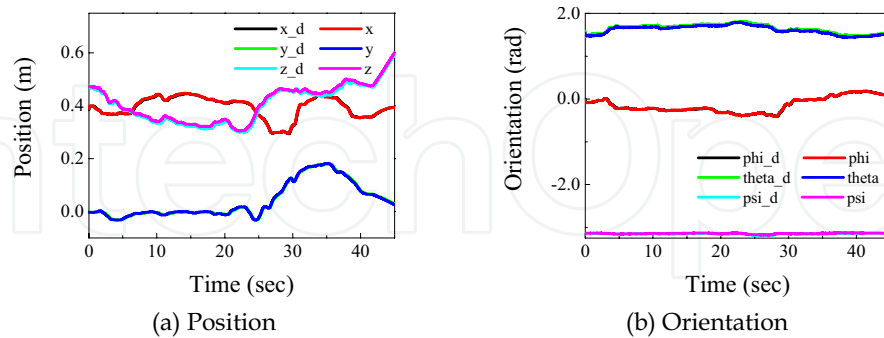 x_d x
y_d y
z_d z
0.6
0.4
0.2
0.0
Position (m)
0 10 20 30 40
Time (sec)
(a) Position
2.0
0.0
-2.0
Orientation (rad)
phi_d phi
theta_d theta
psi_d psi
0 10 20 30 40
Time (sec)
(b) Orientation
ntechope